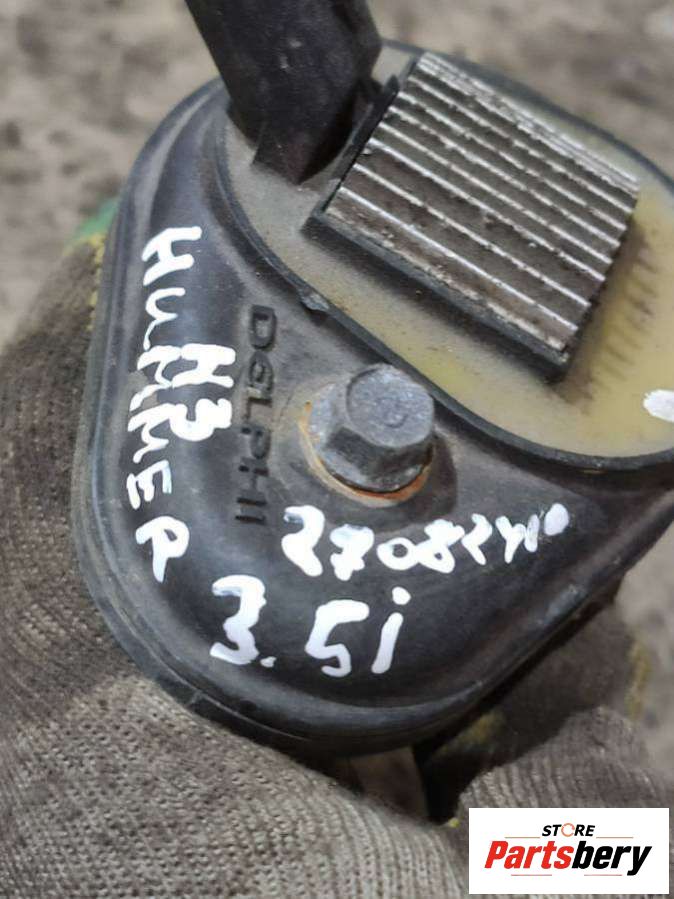 HUMMER
H3
DELPHI
3.5i
STORE
Partsbery